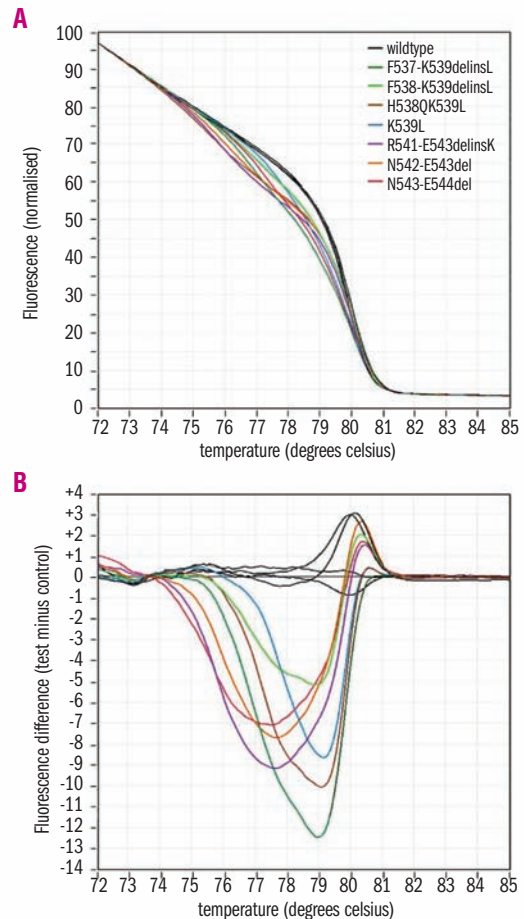 A
100
90
80
70
60
50
40
30
20
10
0
Fluorescence (normalised)
wildtype
F537-K539delinsL
F538-K539delinsL
H538QK539L
K539L
R541-E543delinsK
N542-E543del
N543-E544del
72 73 74 75 76 77 78 79 80 81 82 83 84 85
temperature (degrees celsius)
B
+4
+3
+2
+1
0
-1
-2
-3
-4
-5
-6
-7
-8
-9
-10
-11
-12
-13
-14
Fluorescence difference (test minus control)
72 73 74 75 76 77 78 79 80 81 82 83 84 85
temperature (degrees celsius)